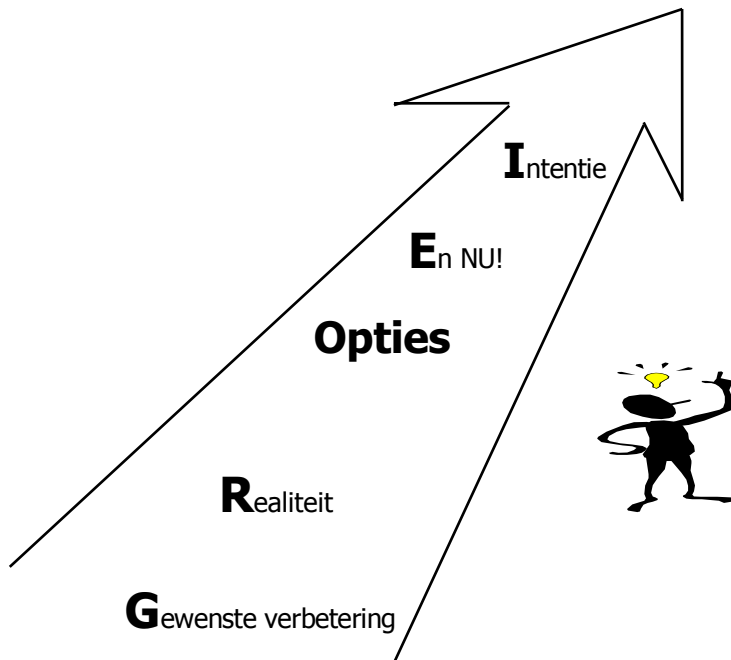 Intentie
En NU!
Opties
Realiteit
Gewenste verbetering